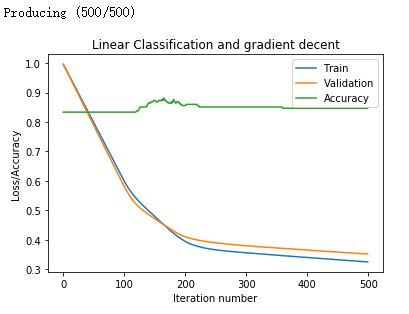 Producing (500/500)
Linear Classification and gradient decent
Train
Validation
Accuracy
Loss/Accuracy
1.0
0.9
0.8
0.7
0.6
0.5
0.4
0.3
0 100 200 300 400 500
Iteration number